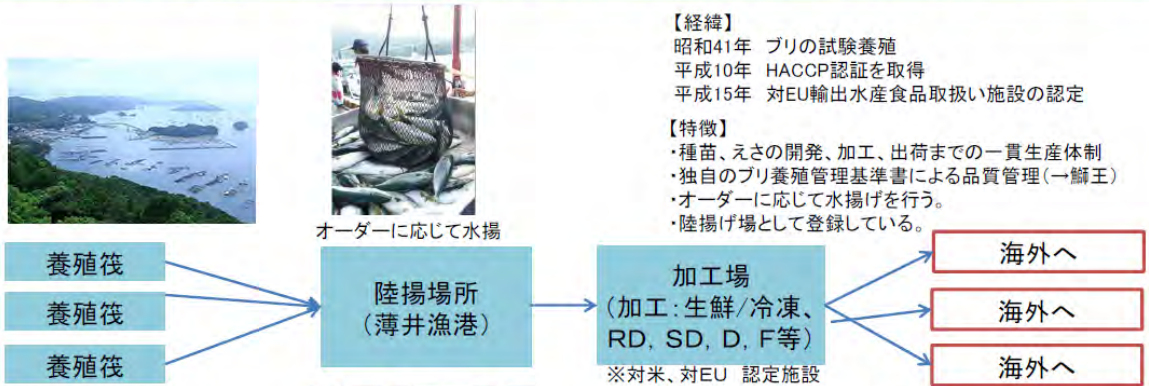 【経緯】
昭和41年 ブリの試験養殖
平成10年 HACCP認証を取得
平成15年 対EU輸出水産食品取扱い施設の認定
【特徴】
・種苗、えさの開発、加工、出荷までの一貫生産体制
・独自のブリ養殖管理基準書による品質管理(→鰤王)
・オーダーに応じて水揚げを行う。
・陸揚げ場として登録している。
オーダーに応じて水揚
養殖筏
養殖筏
養殖筏
陸揚場所
(薄井漁港)
加工場
(加工:生鮮/冷凍、
RD, SD, D, F等)
※対米、対EU 認定施設
海外へ
海外へ
海外へ